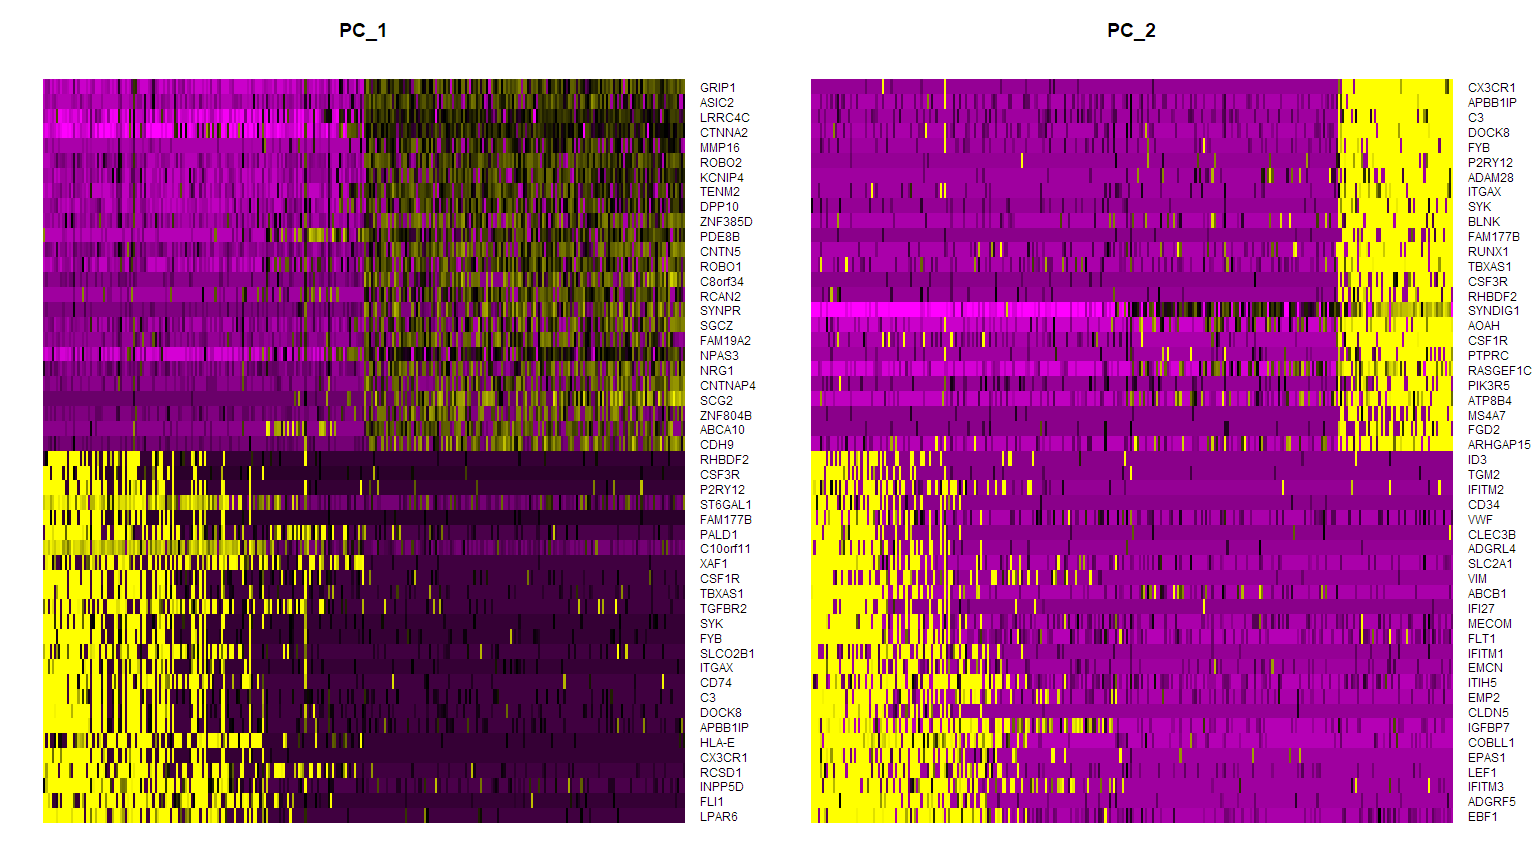 PC_1
GRIP1
ASIC2
LRRC4C
CTNNA2
MMP16
ROBO2
KCNIP4
TENM2
DPP10
ZNF385D
PDE8B
CNTN5
ROBO1
C8orf34
RCAN2
SYNPR
SGCZ
FAM19A2
NPAS3
NRG1
CNTNAP4
SCG2
ZNF804B
ABCA10
CDH9
RHBDF2
CSF3R
P2RY12
ST6GAL1
FAM177B
PALD1
C10orf11
XAF1
CSF1R
TBXAS1
TGFBR2
SYK
FYB
SLCO2B1
ITGAX
CD74
C3
DOCK8
APBB1IP
HLA-E
CX3CR1
RCSD1
INPP5D
FLI1
LPAR6
PC_2
CX3CR1
APBB1IP
C3
DOCK8
FYB
P2RY12
ADAM28
ITGAX
SYK
BLNK
FAM177B
RUNX1
TBXAS1
CSF3R
RHBDF2
SYNDIG1
AOAH
CSF1R
PTPRC
RASGEF1C
PIK3R5
ATP8B4
MS4A7
FGD2
ARHGAP15
ID3
TGM2
IFITM2
CD34
VWF
CLEC3B
ADGRL4
SLC2A1
VIM
ABCB1
IFI27
MECOM
FLT1
IFITM1
EMCN
ITIH5
EMP2
CLDN5
IGFBP7
COBLL1
EPAS1
LEF1
IFITM3
ADGRF5
EBF1